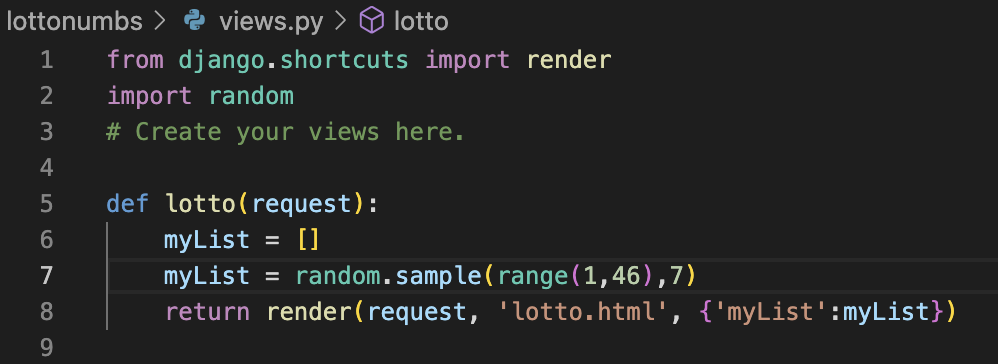 lottonumbs > views.py > lotto
1 from django.shortcuts import render
2 import random
3 # Create your views here.
4
5 def lotto(request):
6     myList = []
7     myList = random.sample(range(1,46),7)
8     return render(request, 'lotto.html', {'myList':myList})
9